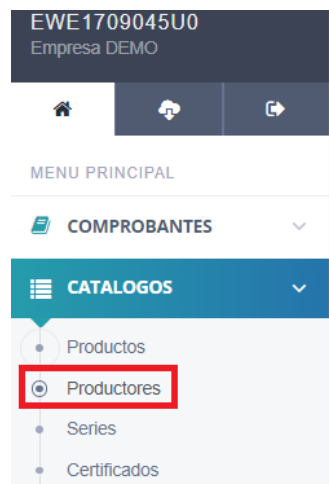 EWE1709045U0
Empresa DEMO
MENU PRINCIPAL
COMPROBANTES
CATALOGOS
Productos
Productores
Series
Certificados